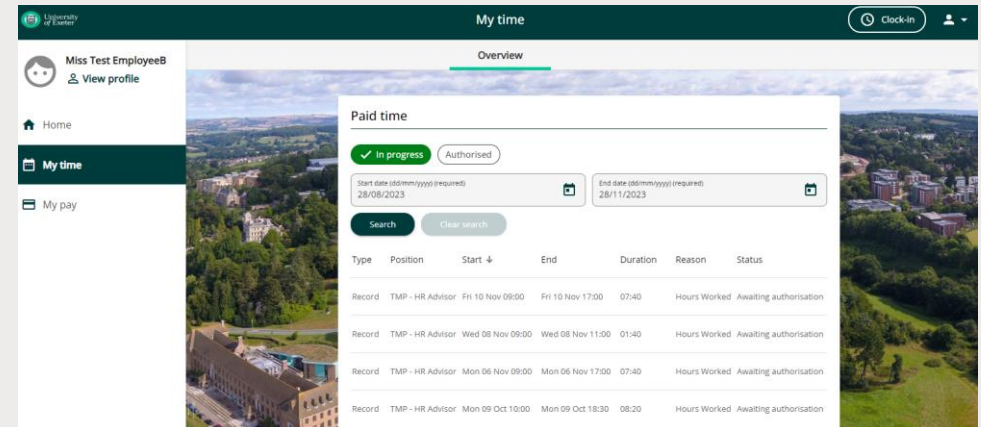 University
of Exeter
My time
Clock-in
Miss Test EmployeeB
View profile
Overview
Home
My time
My pay
Paid time
In progress
Authorised
Start date (dd/mm/yyyy) (required)
28/08/2023
End date (dd/mm/yyyy) (required)
28/11/2023
Search
Clear search
Type Position Start End Duration Reason Status
Record TMP - HR Advisor Fri 10 Nov 09:00 Fri 10 Nov 17:00 07:40 Hours Worked Awaiting authorisation
Record TMP - HR Advisor Wed 08 Nov 09:00 Wed 08 Nov 11:00 01:40 Hours Worked Awaiting authorisation
Record TMP - HR Advisor Mon 06 Nov 09:00 Mon 06 Nov 17:00 07:40 Hours Worked Awaiting authorisation
Record TMP - HR Advisor Mon 09 Oct 10:00 Mon 09 Oct 18:30 08:20 Hours Worked Awaiting authorisation